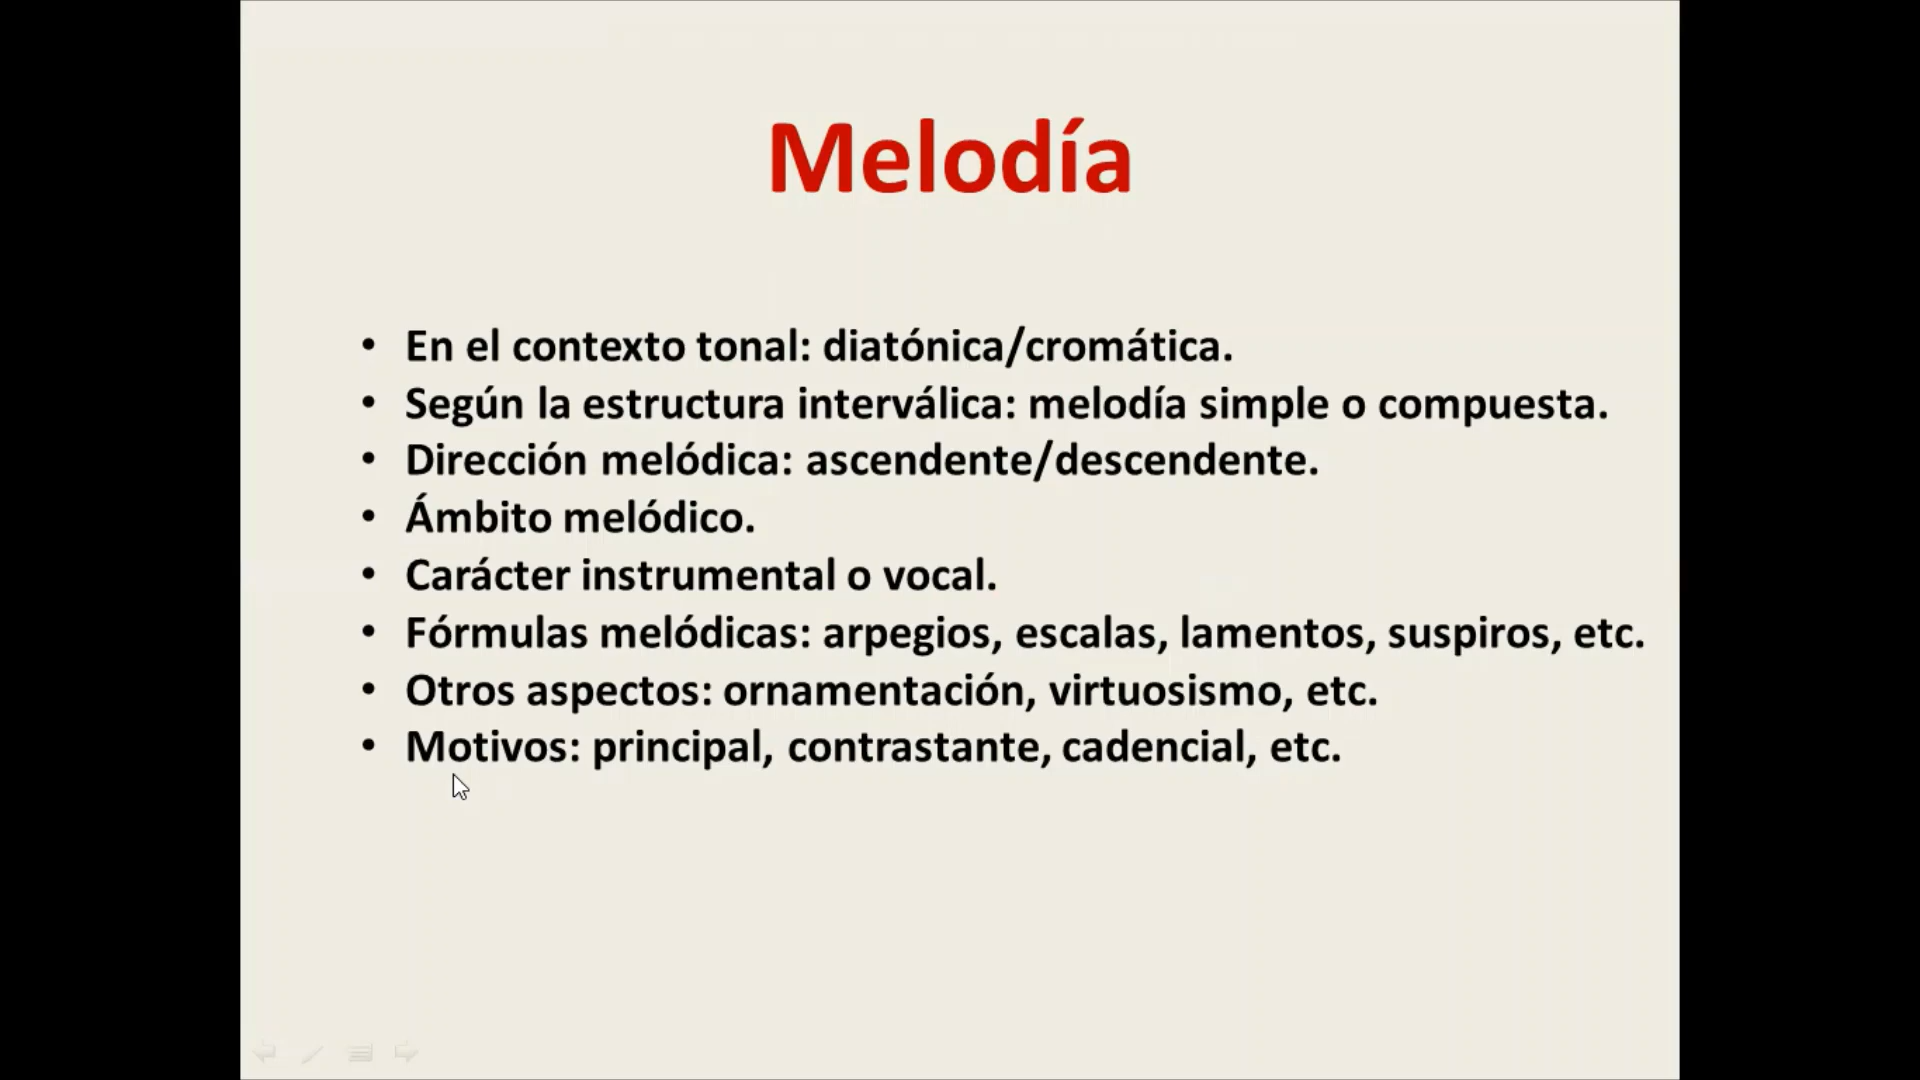 Melodía
• En el contexto tonal: diatónica/cromática.
• Según la estructura interválica: melodía simple o compuesta.
• Dirección melódica: ascendente/descendente.
• Ámbito melódico.
• Carácter instrumental o vocal.
• Fórmulas melódicas: arpegios, escalas, lamentos, suspiros, etc.
• Otros aspectos: ornamentación, virtuosismo, etc.
• Motivos: principal, contrastante, cadencial, etc.